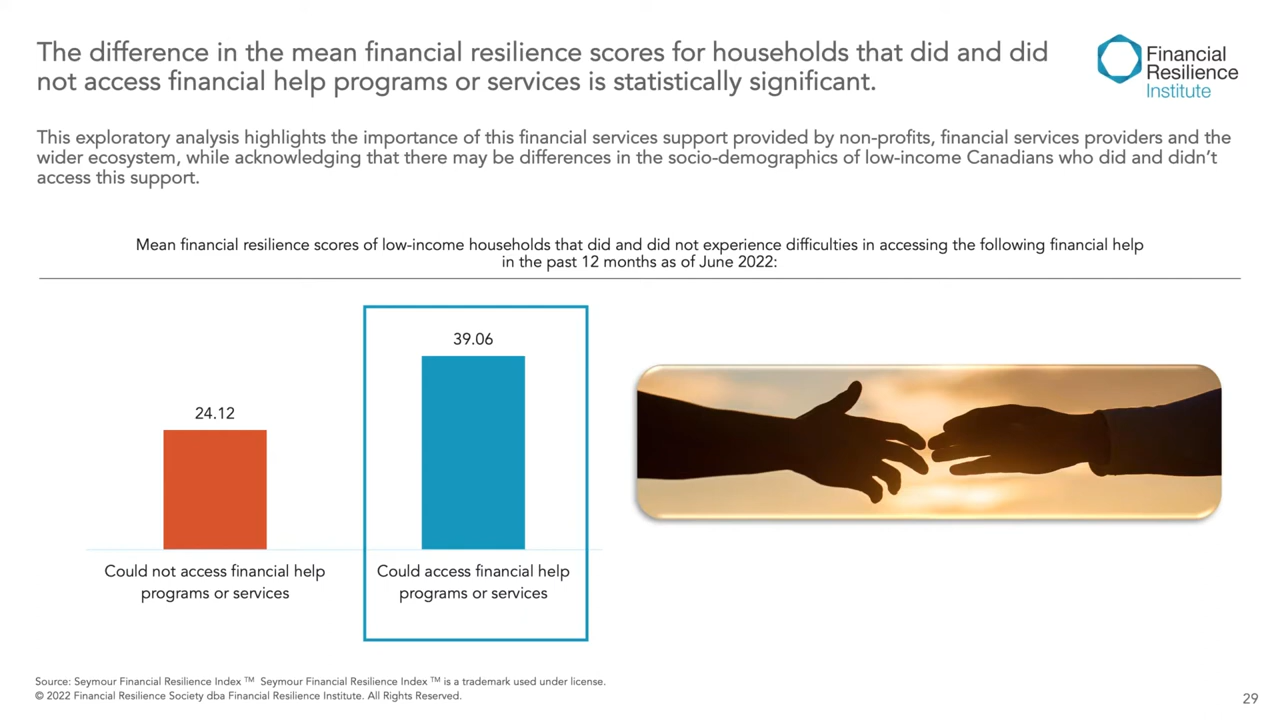 The difference in the mean financial resilience scores for households that did and did
not access financial help programs or services is statistically significant.
Financial
Resilience
Institute
This exploratory analysis highlights the importance of this financial services support provided by non-profits, financial services providers and the
wider ecosystem, while acknowledging that there may be differences in the socio-demographics of low-income Canadians who did and didn’t
access this support.
Mean financial resilience scores of low-income households that did and did not experience difficulties in accessing the following financial help
in the past 12 months as of June 2022:
24.12
39.06
Could not access financial help
programs or services
Could access financial help
programs or services
Source: Seymour Financial Resilience Index TM Seymour Financial Resilience Index TM is a trademark used under license.
© 2022 Financial Resilience Society dba Financial Resilience Institute. All Rights Reserved.
29